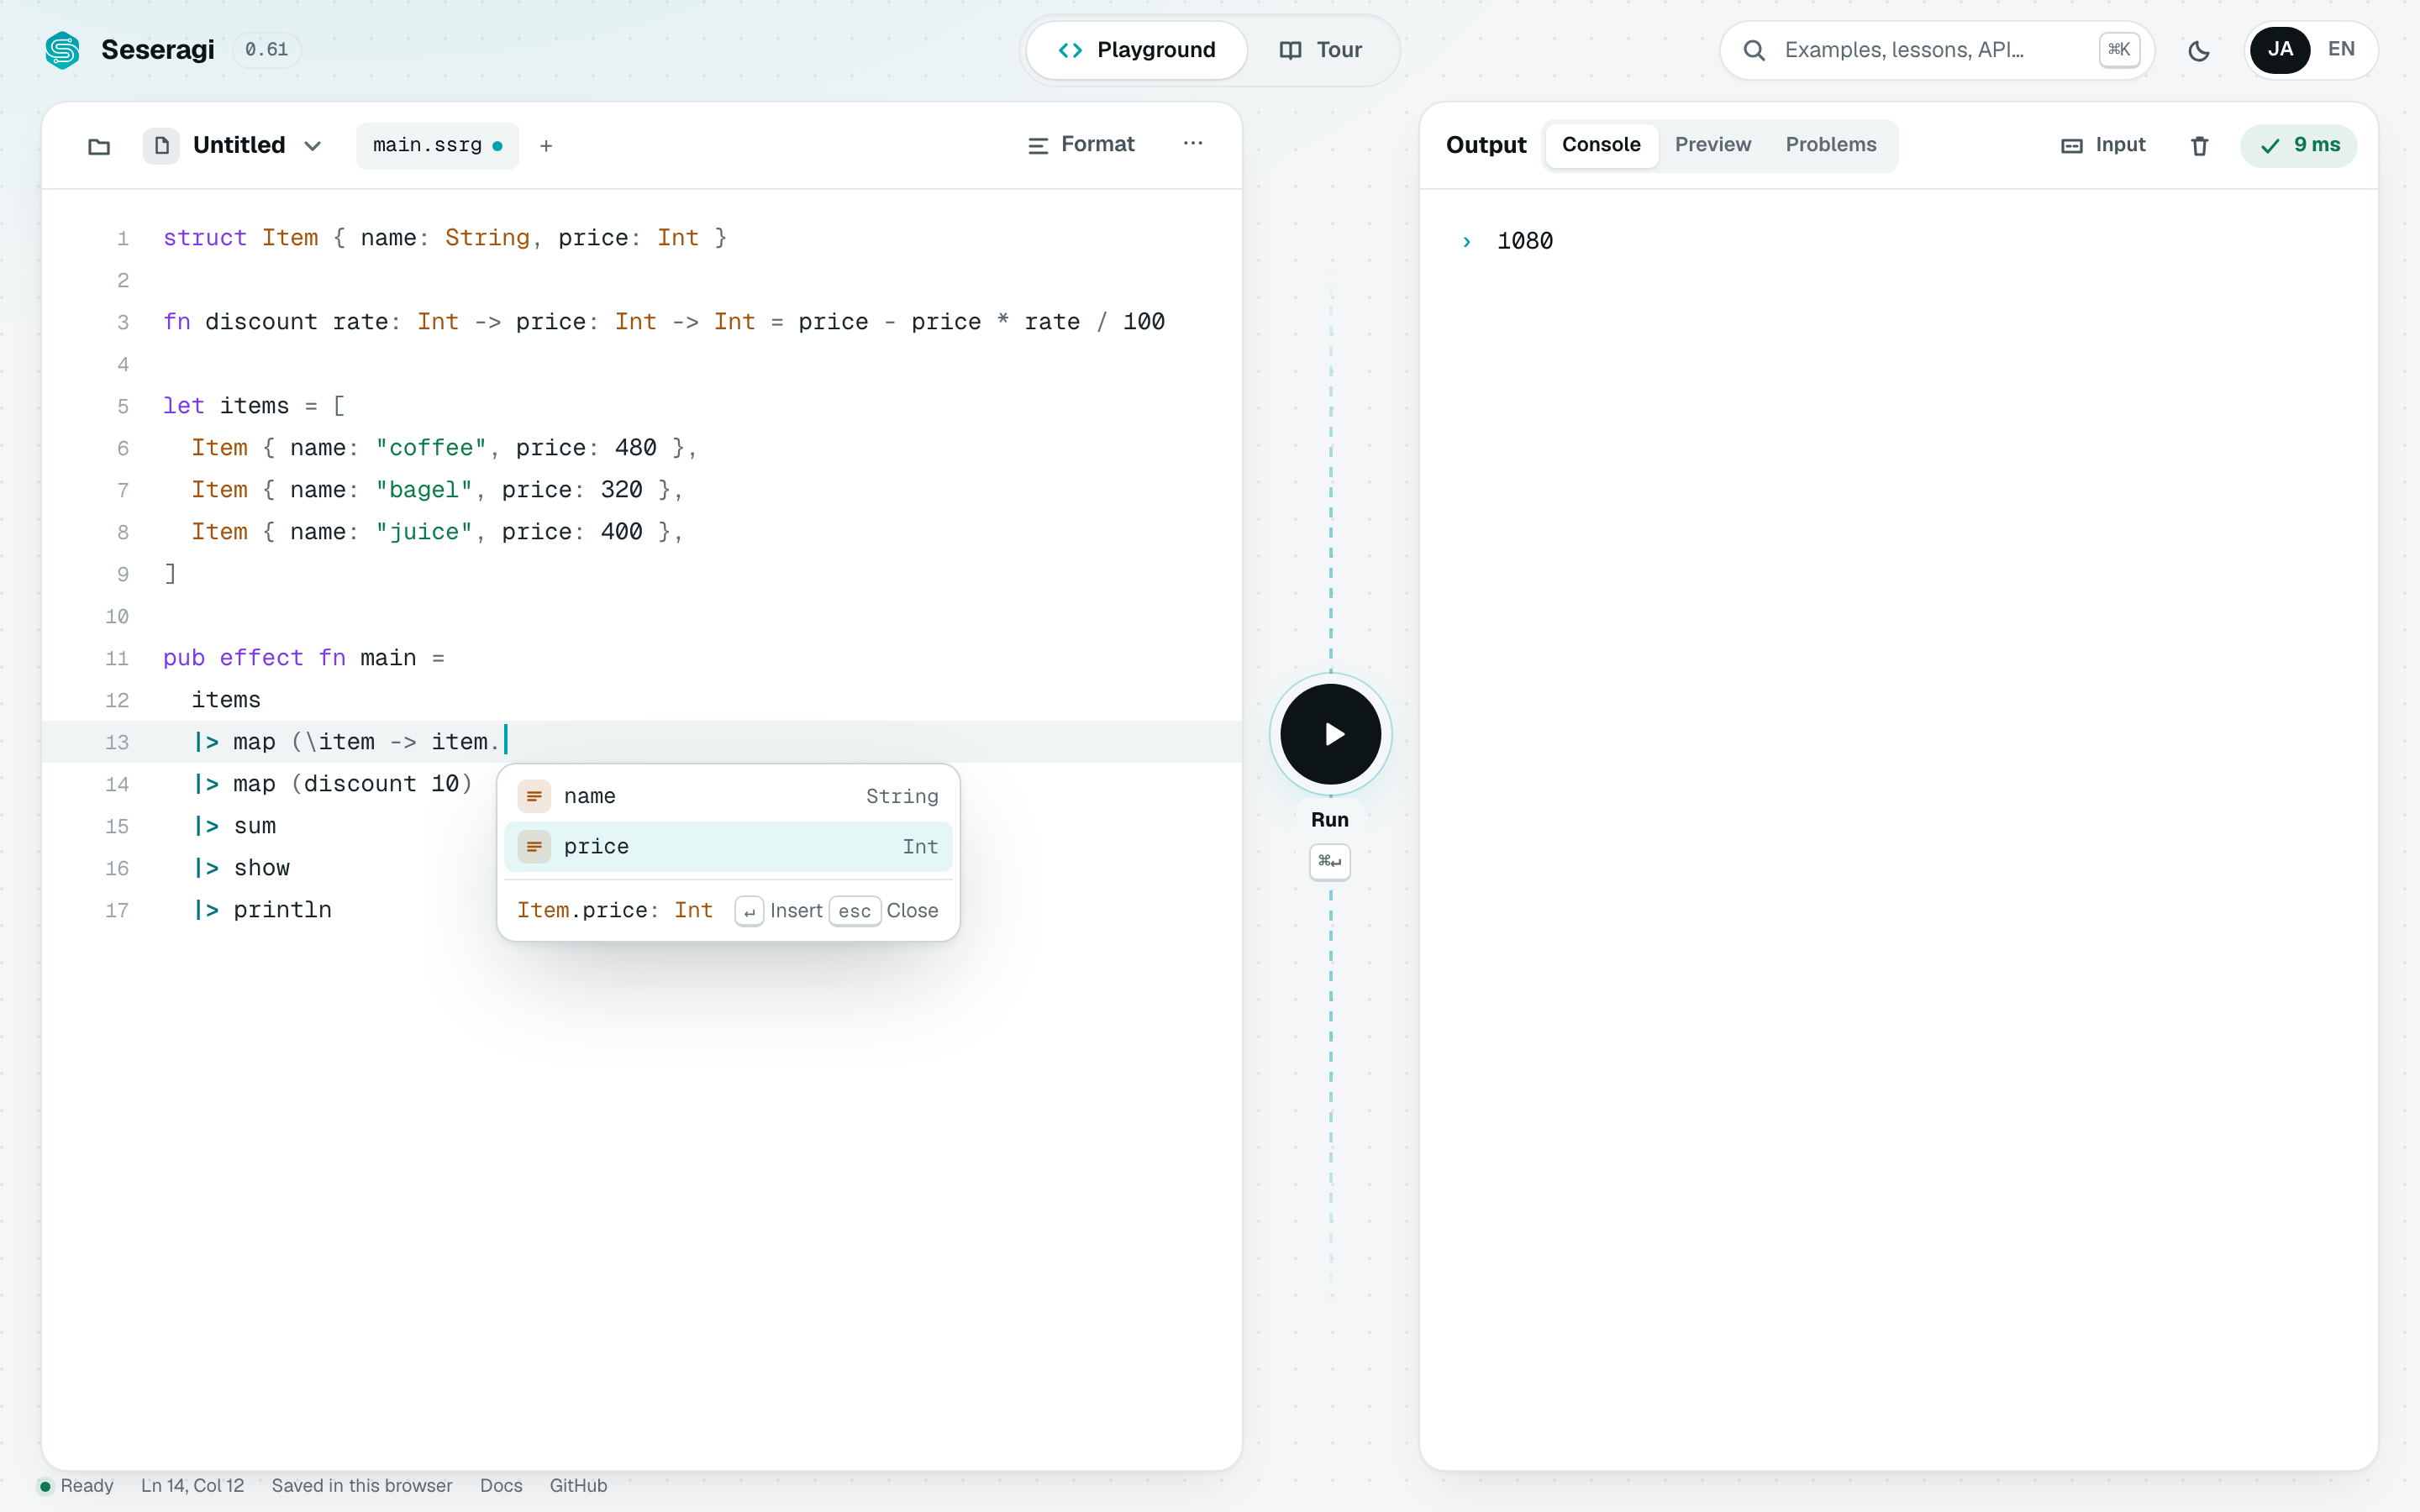 Seseragi 0.61 Playground Tour Examples, lessons, API... ⌘K JA EN
Untitled main.ssrg + Format ...
1 struct Item { name: String, price: Int }
2
3 fn discount rate: Int -> price: Int -> Int = price - price * rate / 100
4
5 let items = [
6 Item { name: "coffee", price: 480 },
7 Item { name: "bagel", price: 320 },
8 Item { name: "juice", price: 400 },
9 ]
10
11 pub effect fn main =
12 items
13 |> map (\item -> item.
14 |> map (discount 10)
15 |> sum
16 |> show
17 |> println
name String
price Int
Item.price: Int ↵ Insert esc Close
Run
⌘↵
Output Console Preview Problems Input 9 ms
› 1080
Ready Ln 14, Col 12 Saved in this browser Docs GitHub